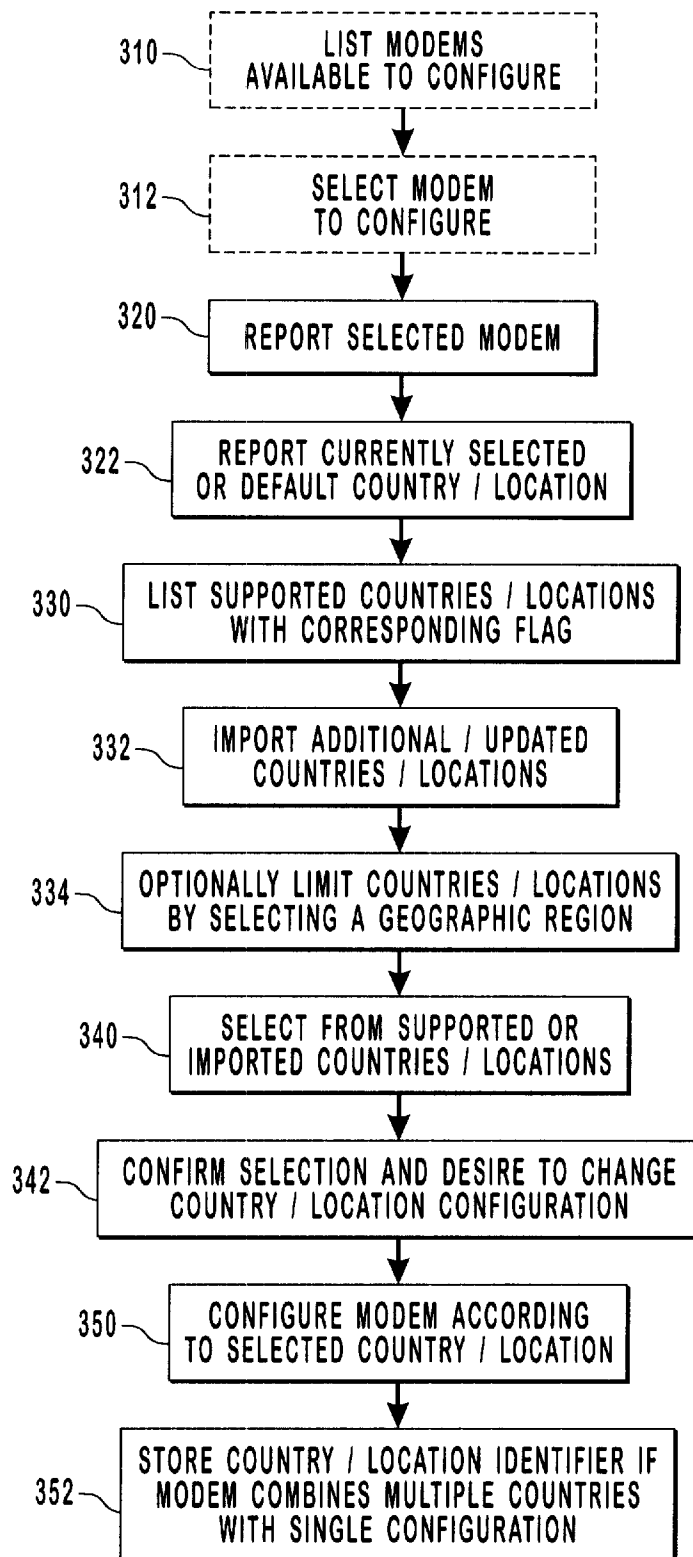 310
LIST MODEMS
AVAILABLE TO CONFIGURE
312
SELECT MODEM
TO CONFIGURE
320
REPORT SELECTED MODEM
322
REPORT CURRENTLY SELECTED
OR DEFAULT COUNTRY / LOCATION
330
LIST SUPPORTED COUNTRIES / LOCATIONS
WITH CORRESPONDING FLAG
332
IMPORT ADDITIONAL / UPDATED
COUNTRIES / LOCATIONS
334
OPTIONALLY LIMIT COUNTRIES / LOCATIONS
BY SELECTING A GEOGRAPHIC REGION
340
SELECT FROM SUPPORTED OR
IMPORTED COUNTRIES / LOCATIONS
342
CONFIRM SELECTION AND DESIRE TO CHANGE
COUNTRY / LOCATION CONFIGURATION
350
CONFIGURE MODEM ACCORDING
TO SELECTED COUNTRY / LOCATION
352
STORE COUNTRY / LOCATION IDENTIFIER IF
MODEM COMBINES MULTIPLE COUNTRIES
WITH SINGLE CONFIGURATION